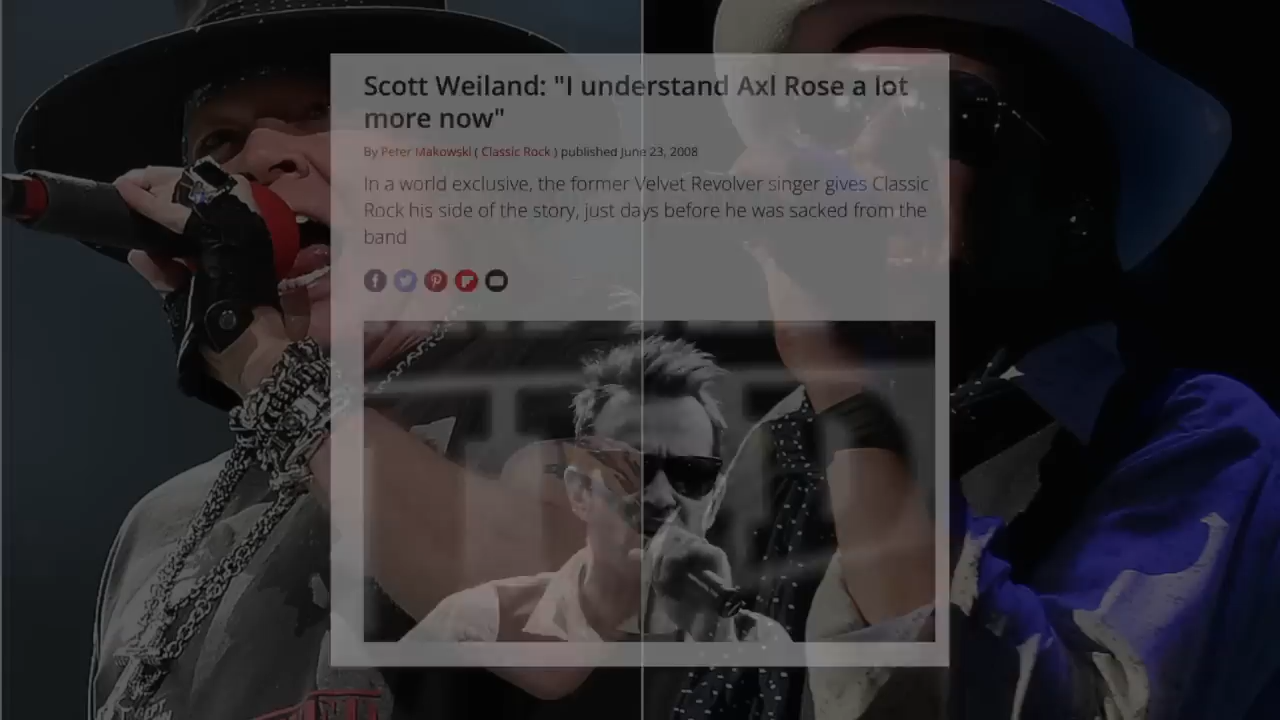 Scott Weiland: "I understand Axl Rose a lot
more now"
By Peter Makowski ( Classic Rock ) published June 23, 2008
In a world exclusive, the former Velvet Revolver singer gives Classic
Rock his side of the story, just days before he was sacked from the
band